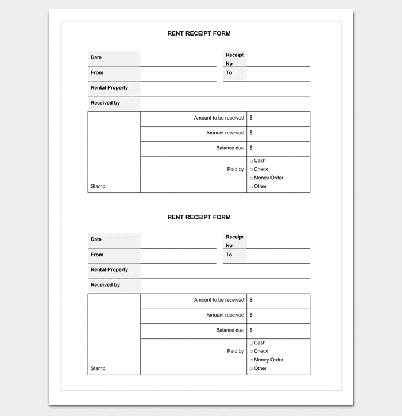 RENT RECEIPT FORM
Date Receipt
No
From To
Rental Property
Received by
Amount to be received $
Amount received $
Balance due $
□ Cash
Paid by □ Check
□ Money Order
Stamp □ Other
RENT RECEIPT FORM
Date Receipt
No
From To
Rental Property
Received by
Amount to be received $
Amount received $
Balance due $
□ Cash
Paid by □ Check
□ Money Order
Stamp □ Other